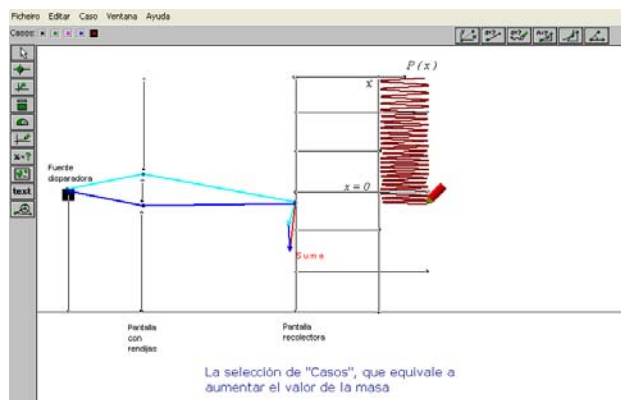 Ficheiro Editar Caso Ventana Ayuda
Casos:
P(x)
x
x=?
text
Fuente
disparadora
x=0
Suma
Pantalla
con
rendijas
Pantalla
recolectora
La selección de "Casos", que equivale a
aumentar el valor de la masa